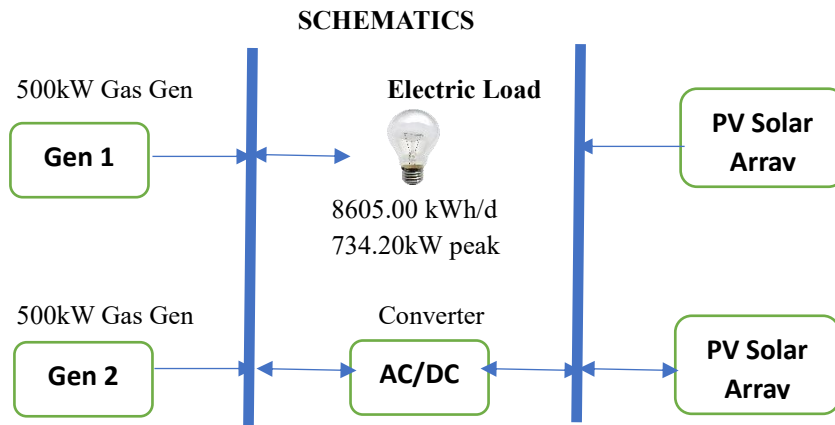 SCHEMATICS
500kW Gas Gen
Electric Load
Gen 1
PV Solar
Arrav
8605.00 kWh/d
734.20kW peak
500kW Gas Gen
Converter
Gen 2
AC/DC
PV Solar
Arrav